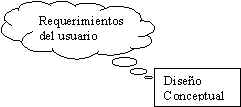 Requerimientos
del usuario
Diseño
Conceptual